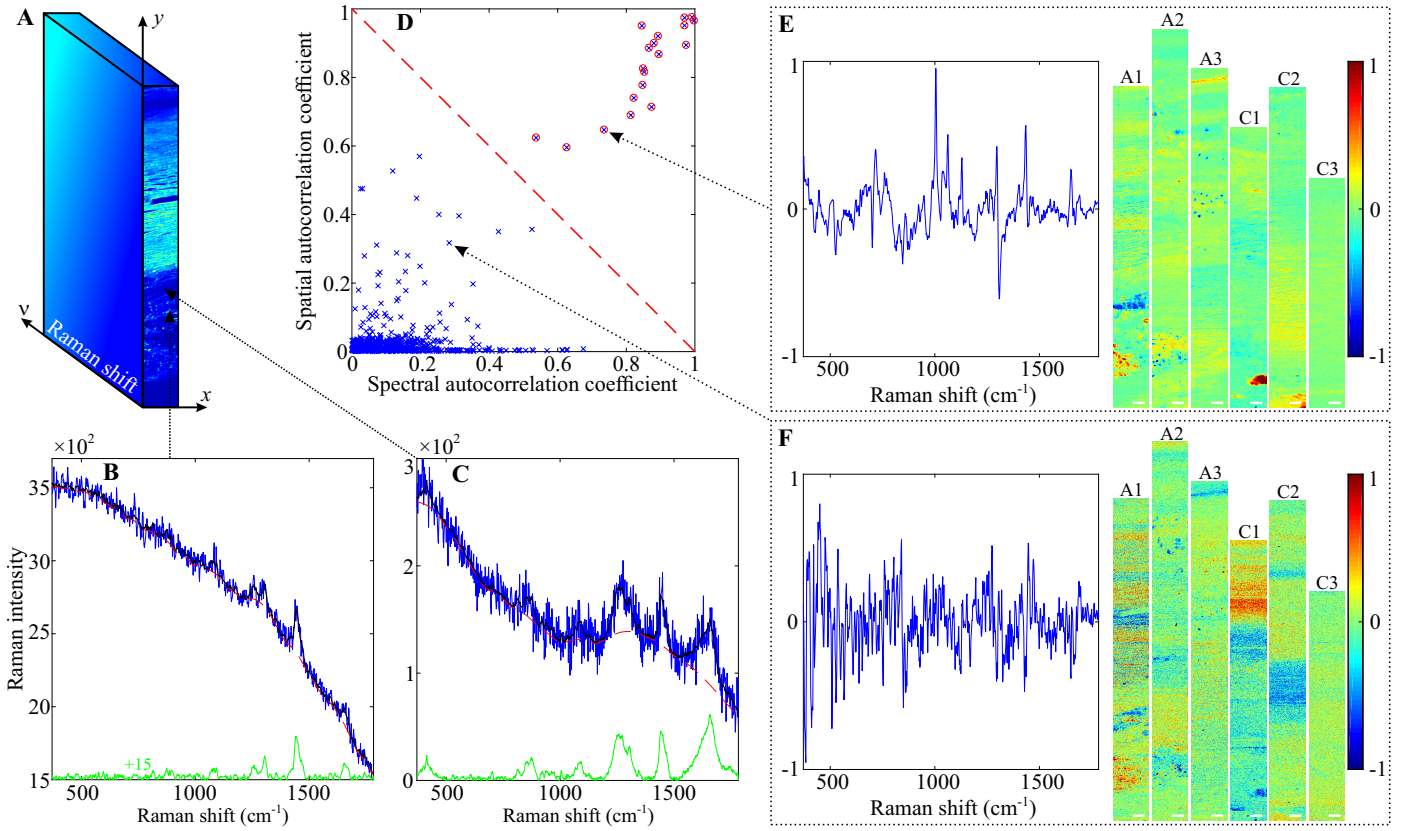 A
y
ν
Raman shift
x
D
Spatial autocorrelation coefficient
1
0.8
0.6
0.4
0.2
0
0 0.2 0.4 0.6 0.8 1
Spectral autocorrelation coefficient
B
×10²
Raman intensity
35
30
25
20
15
+15
500 1000 1500
Raman shift (cm⁻¹)
C
×10²
3
2
1
0
500 1000 1500
Raman shift (cm⁻¹)
E
1
0
-1
500 1000 1500
Raman shift (cm⁻¹)
A1 A2 A3 C1 C2 C3
1
0
-1
F
1
0
-1
500 1000 1500
Raman shift (cm⁻¹)
A1 A2 A3 C1 C2 C3
1
0
-1